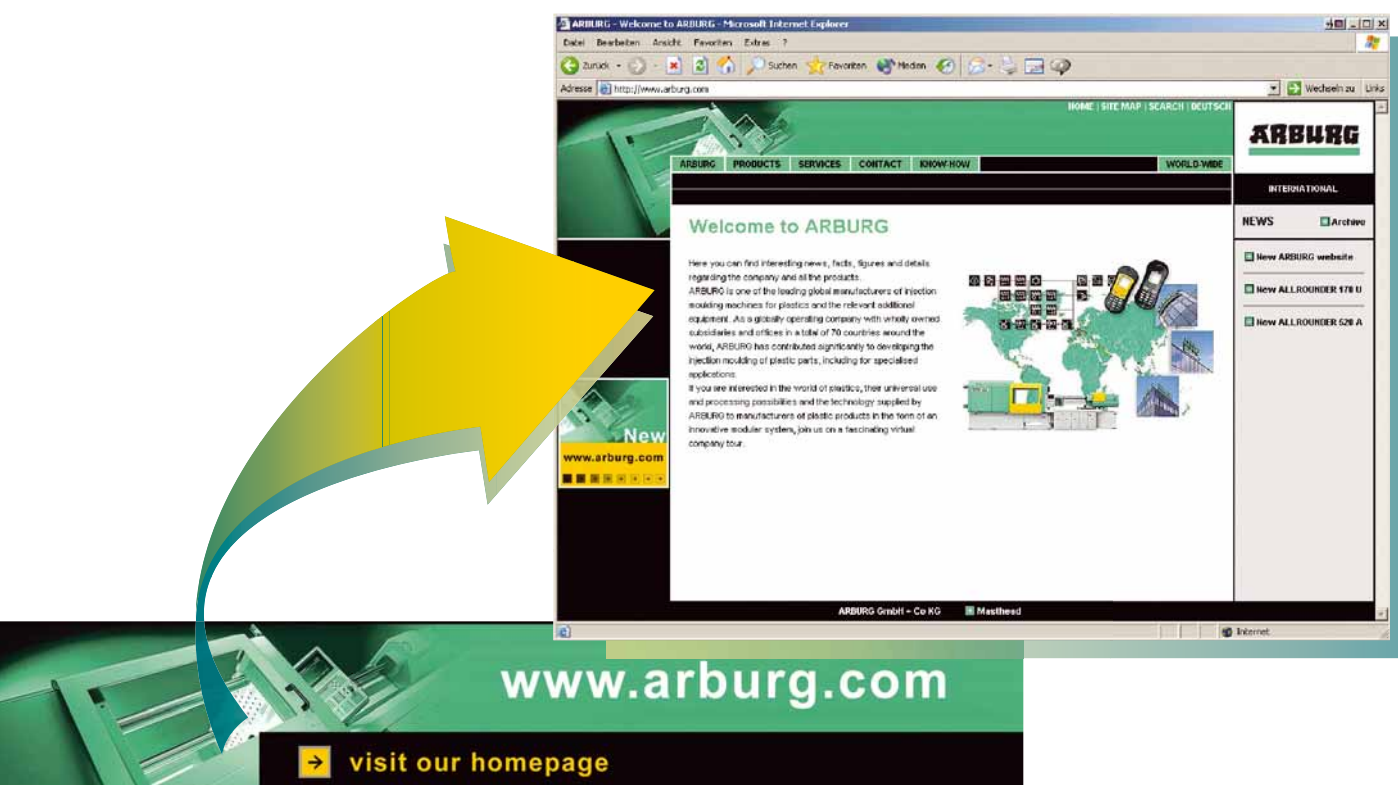 ARBURG - Welcome to ARBURG - Microsoft Internet Explorer
Datei Bearbeiten Ansicht Favoriten Extras ?
Zurück Suchen Favoriten Medien
Adresse http://www.arburg.com Wechseln zu Links
HOME | SITE MAP | SEARCH | DEUTSCH
ARBURG
ARBURG PRODUCTS SERVICES CONTACT KNOW-HOW WORLD-WIDE
INTERNATIONAL
NEWS Archive
New ARBURG website
New ALLROUNDER 170 U
New ALLROUNDER 520 A
Welcome to ARBURG
Here you can find interesting news, facts, figures and details
regarding the company and all the products.
ARBURG is one of the leading global manufacturers of injection
moulding machines for plastics and the relevant additional
equipment. As a globally operating company with wholly owned
subsidiaries and offices in a total of 70 countries around the
world, ARBURG has contributed significantly to developing the
injection moulding of plastic parts, including for specialised
applications.
If you are interested in the world of plastics, their universal use
and processing possibilities and the technology supplied by
ARBURG to manufacturers of plastic products in the form of an
innovative modular system, join us on a fascinating virtual
company tour.
New
www.arburg.com
ARBURG GmbH + Co KG Masthead
Internet
www.arburg.com
visit our homepage